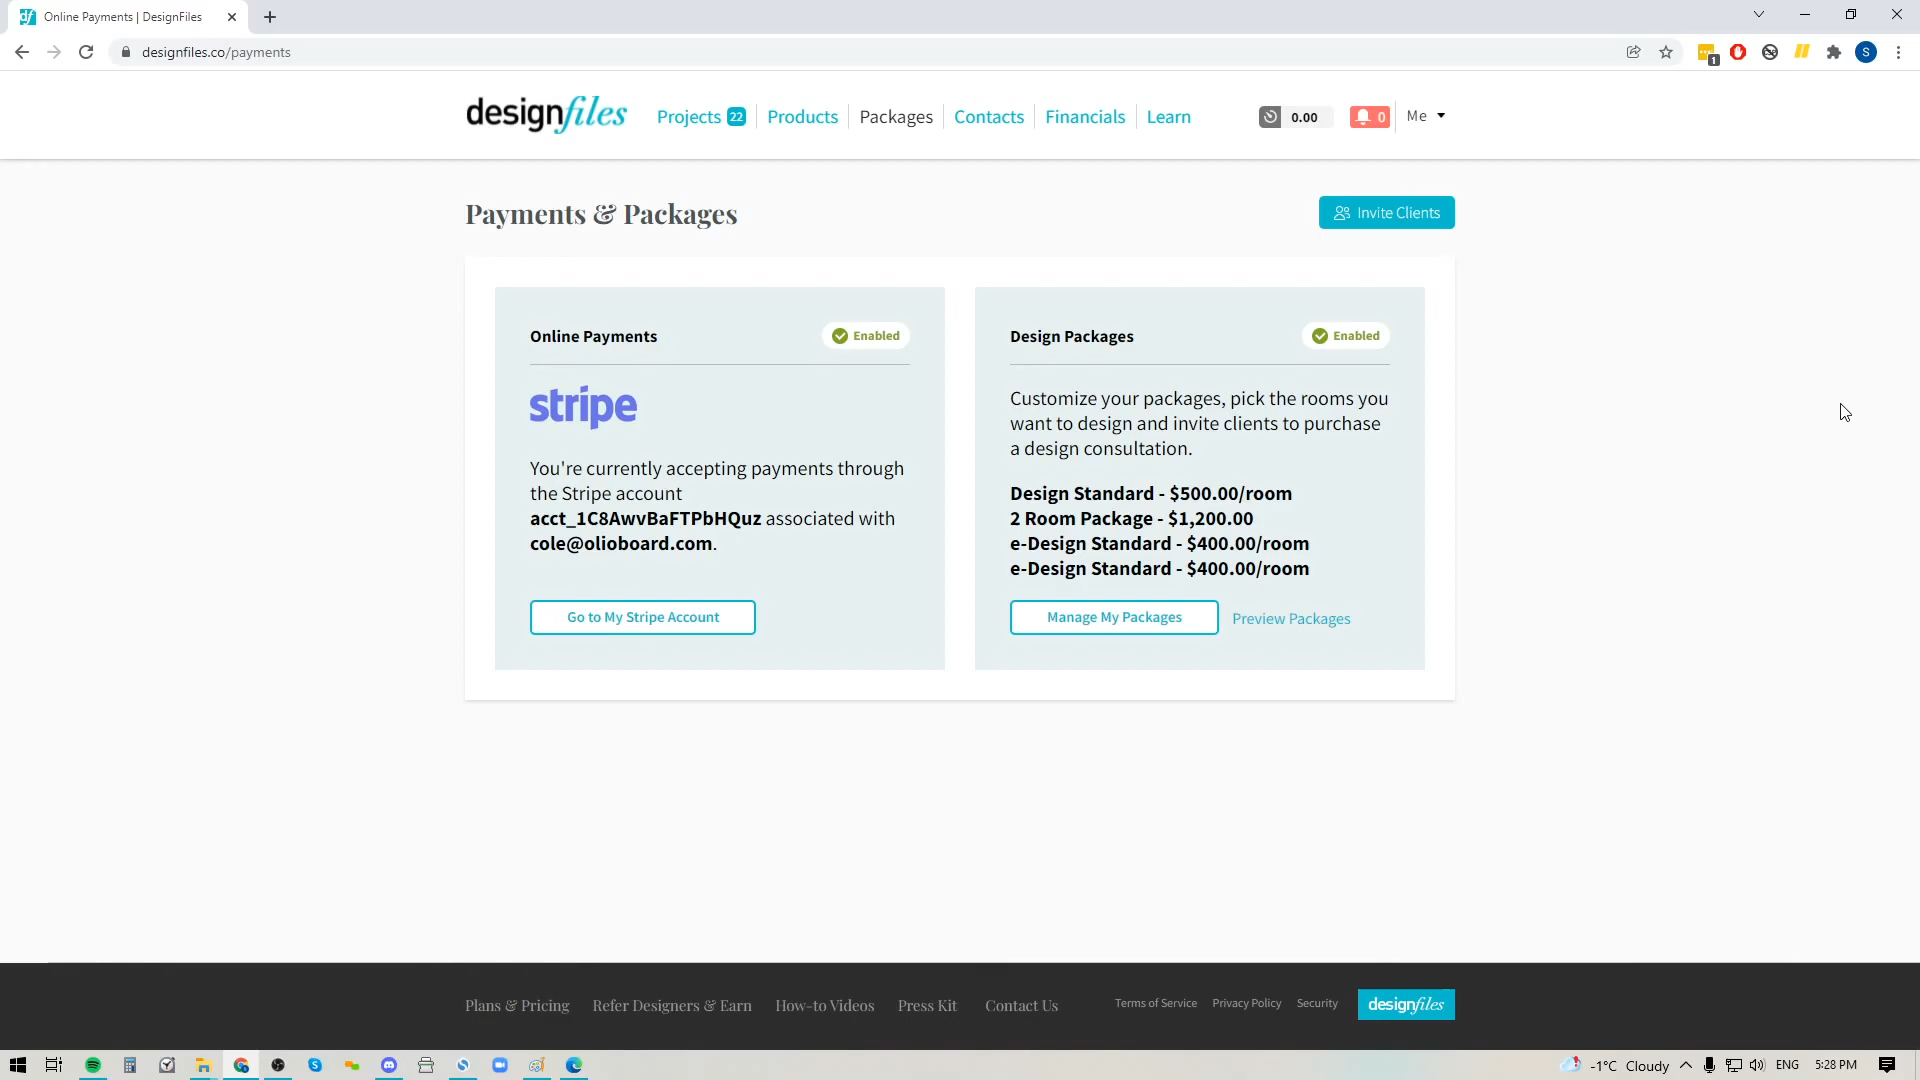 Online Payments | DesignFiles
designfiles.co/payments
1
S
designfiles
Projects 22
Products
Packages
Contacts
Financials
Learn
0.00
0
Me
Payments & Packages
Invite Clients
Online Payments
Enabled
stripe
You're currently accepting payments through
the Stripe account
acct_1C8AwvBaFTPbHQuz associated with
cole@olioboard.com.
Go to My Stripe Account
Design Packages
Enabled
Customize your packages, pick the rooms you
want to design and invite clients to purchase
a design consultation.
Design Standard - $500.00/room
2 Room Package - $1,200.00
e-Design Standard - $400.00/room
e-Design Standard - $400.00/room
Manage My Packages
Preview Packages
Plans & Pricing
Refer Designers & Earn
How-to Videos
Press Kit
Contact Us
Terms of Service
Privacy Policy
Security
designfiles
-1°C Cloudy
ENG
5:28 PM